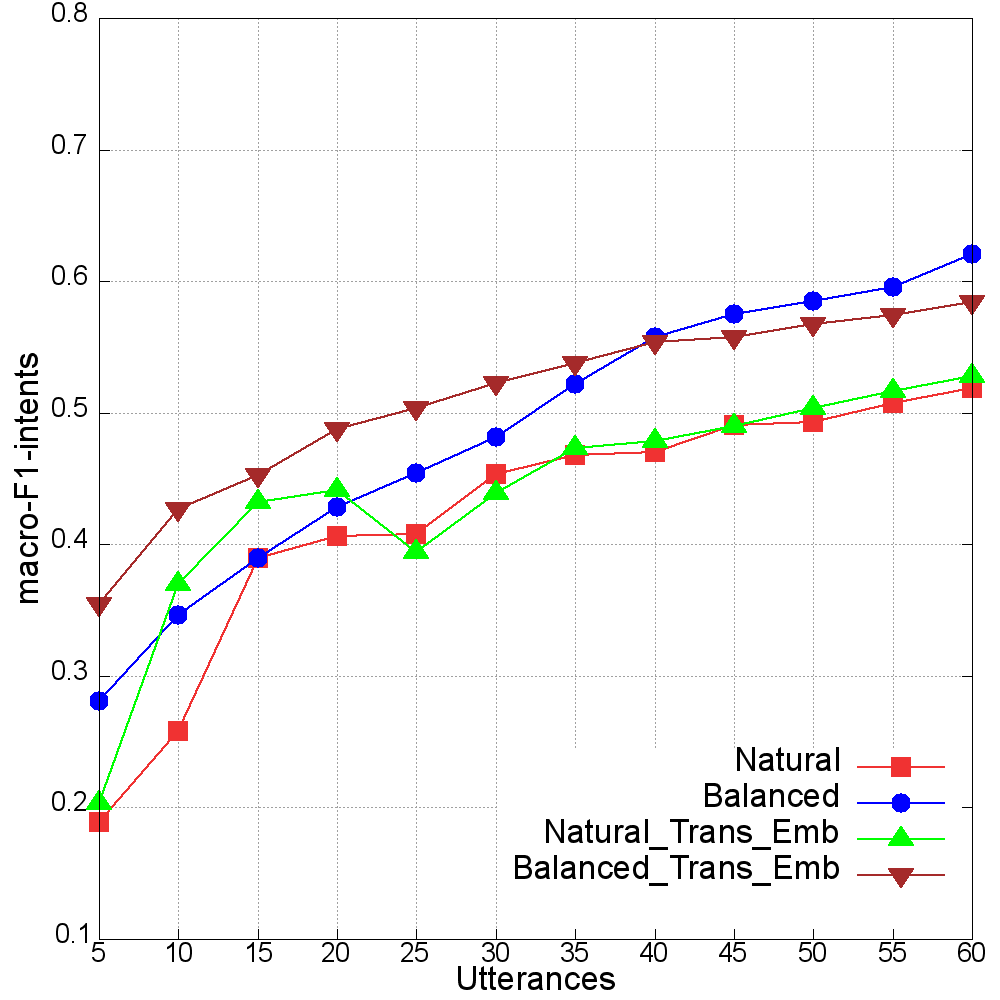 0.8
0.7
0.6
0.5
0.4
0.3
0.2
0.1
macro-F1-intents
Natural
Balanced
Natural_Trans_Emb
Balanced_Trans_Emb
5 10 15 20 25 30 35 40 45 50 55 60
Utterances